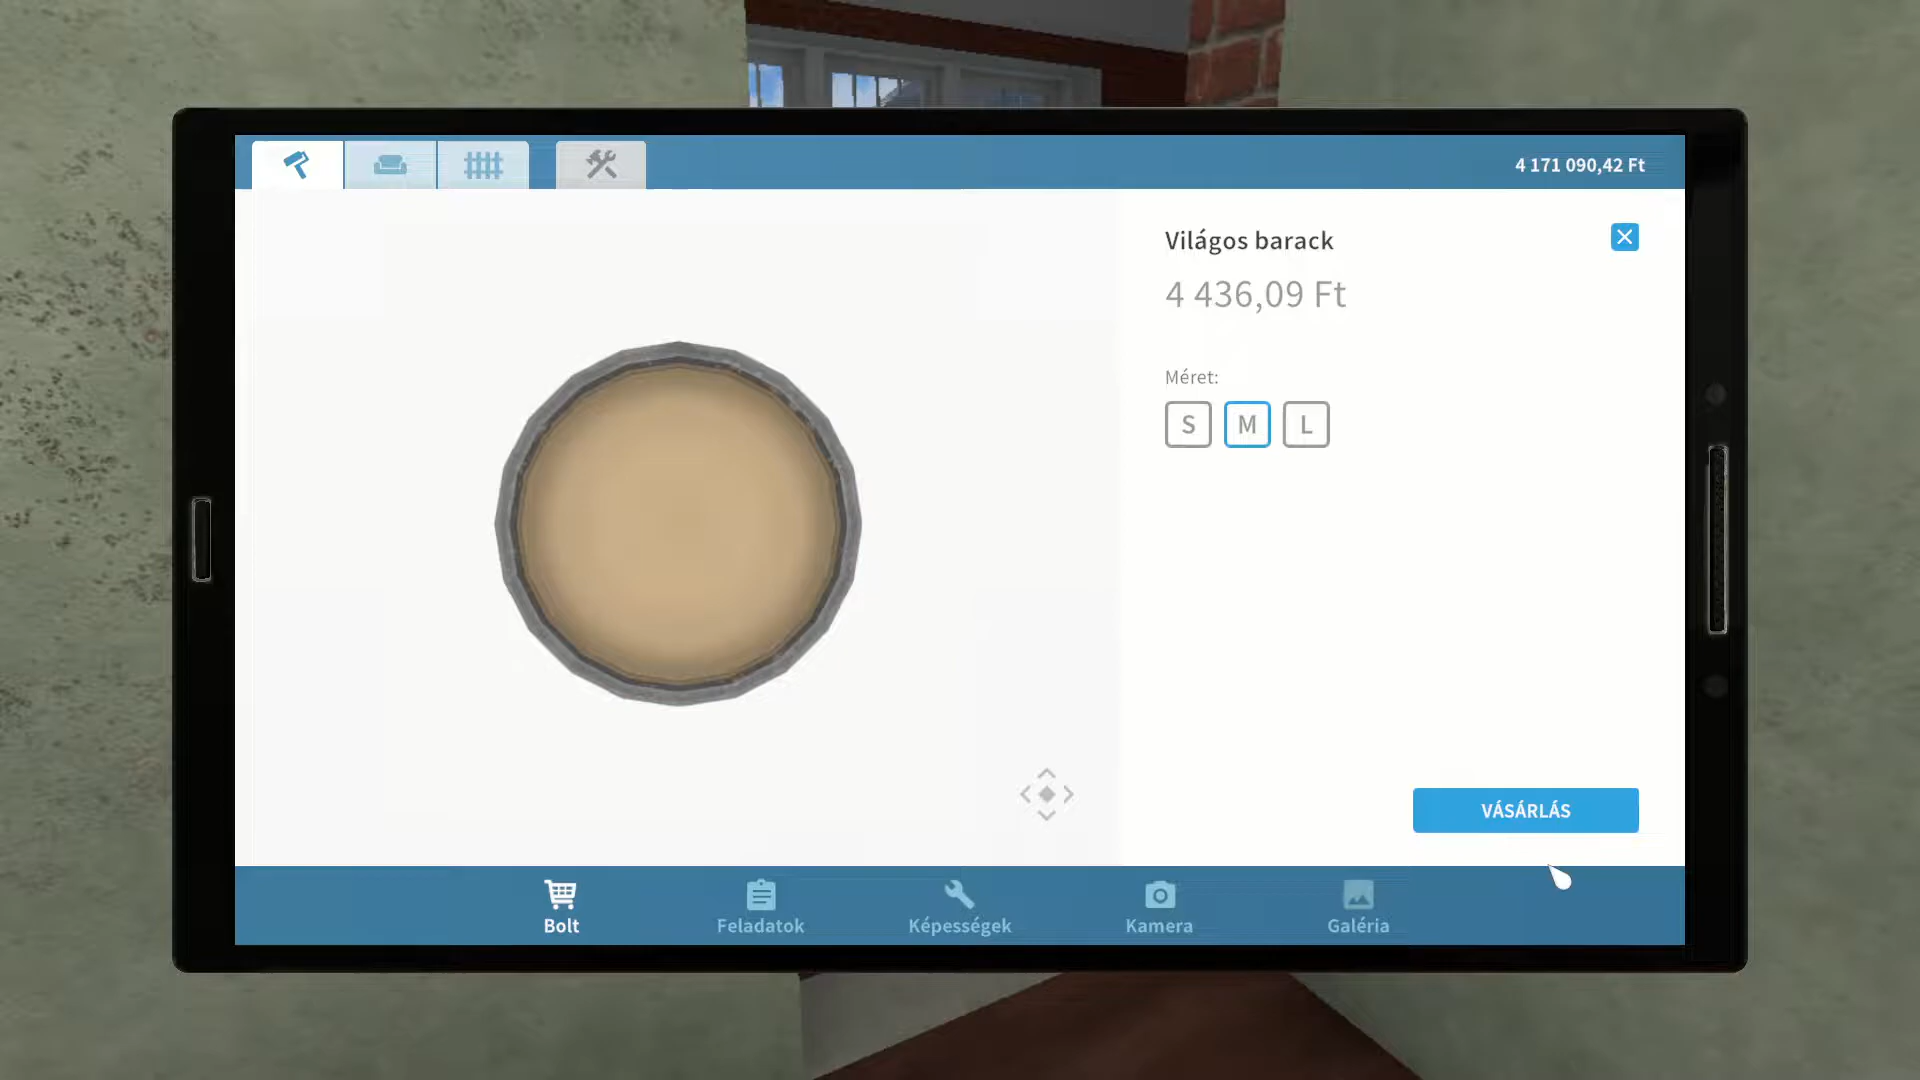 4 171 090,42 Ft
Világos barack
4 436,09 Ft
Méret:
S M L
VÁSÁRLÁS
Bolt Feladatok Képességek Kamera Galéria